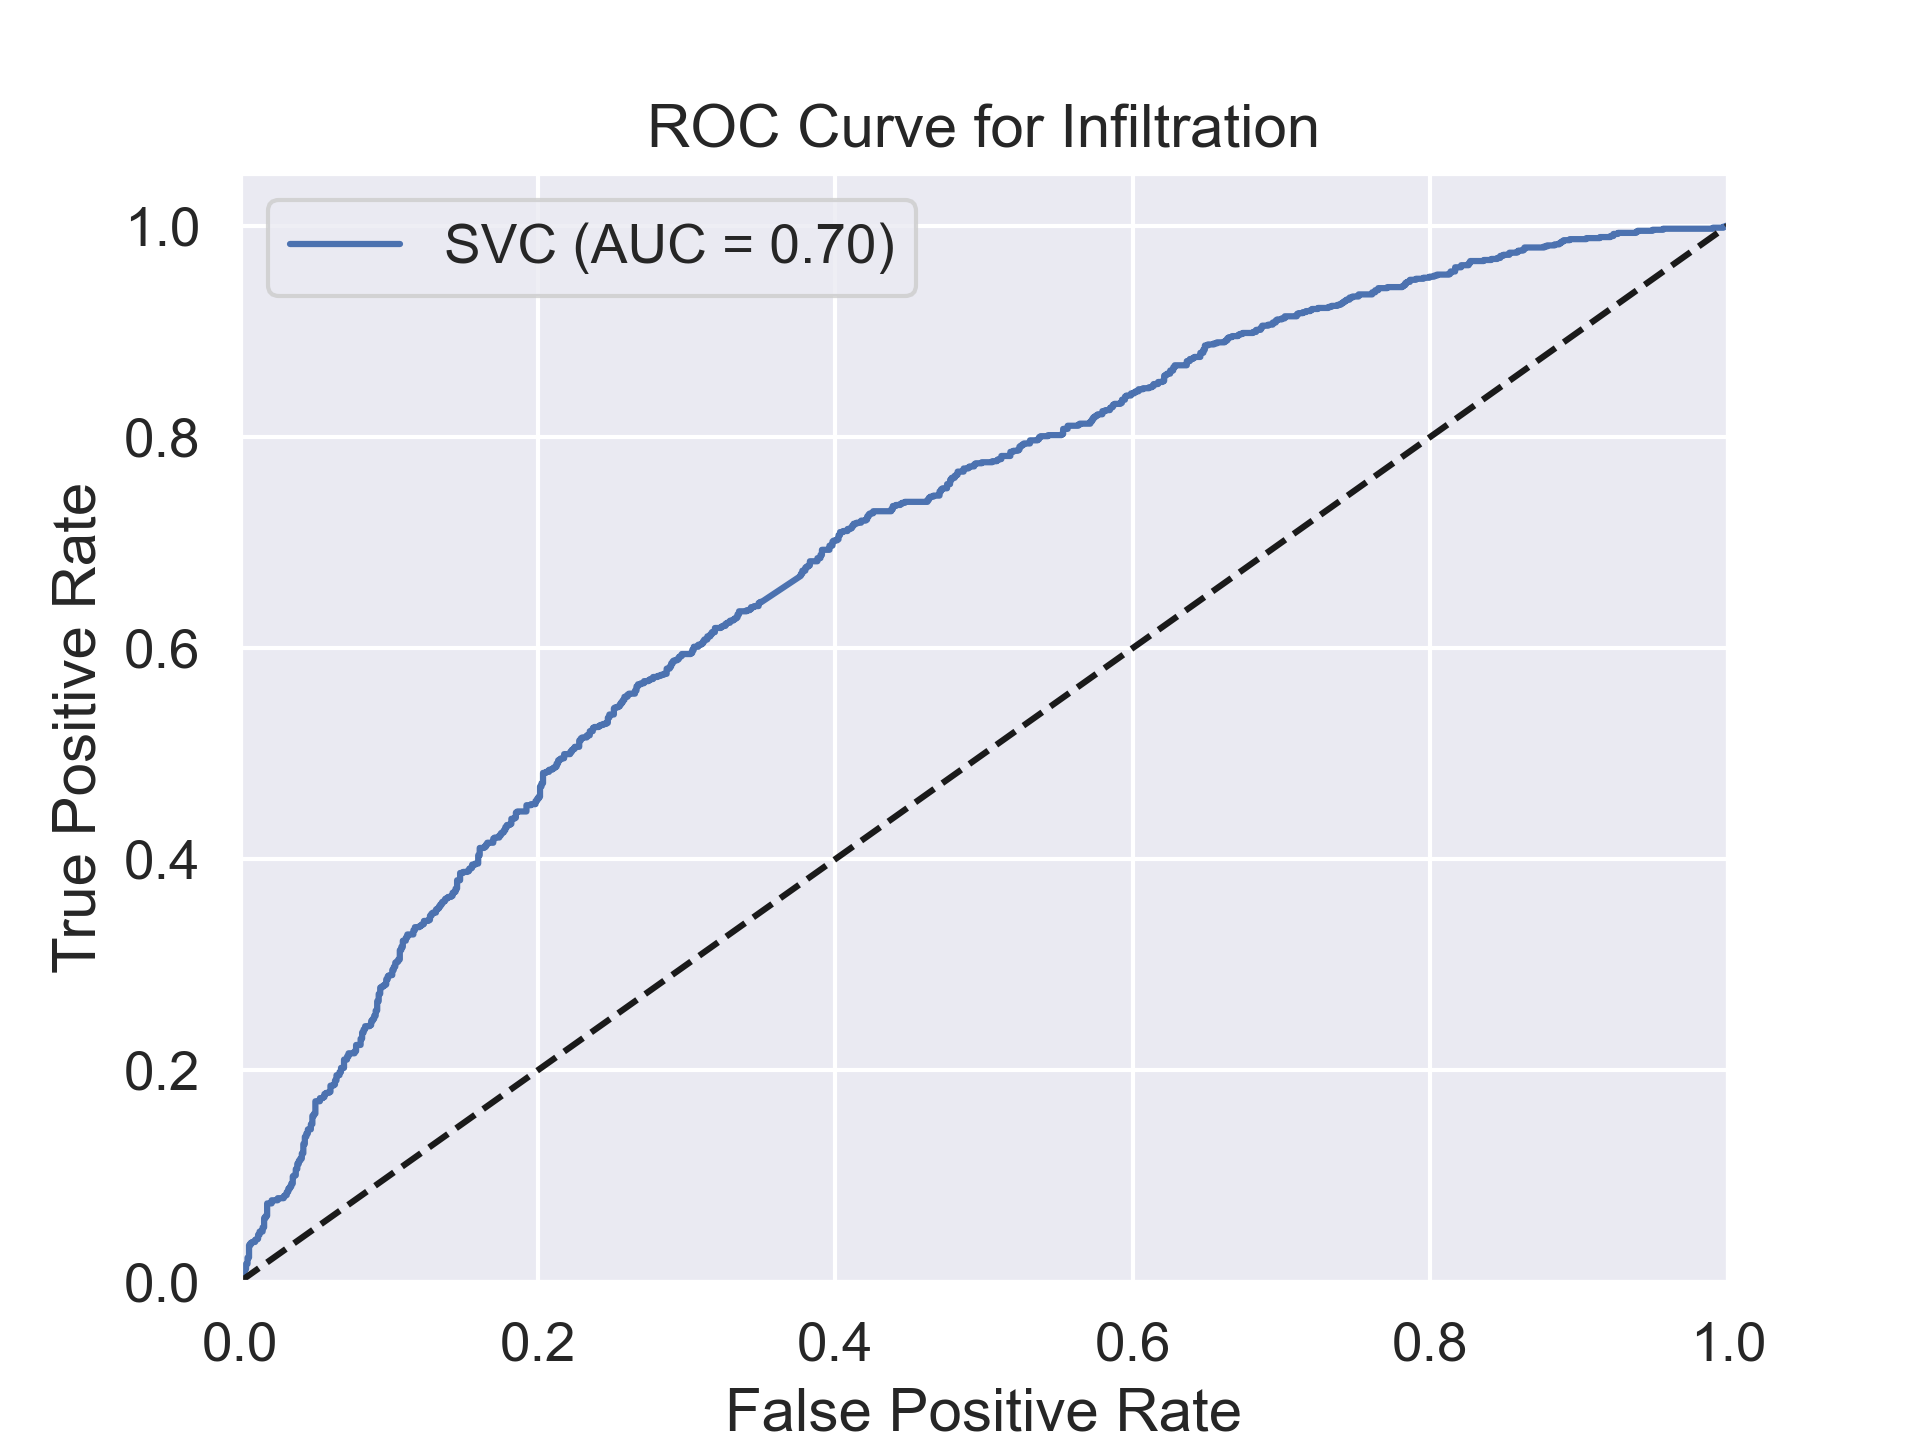 ROC Curve for Infiltration
SVC (AUC = 0.70)
1.0
0.8
0.6
0.4
0.2
0.0
True Positive Rate
0.0 0.2 0.4 0.6 0.8 1.0
False Positive Rate